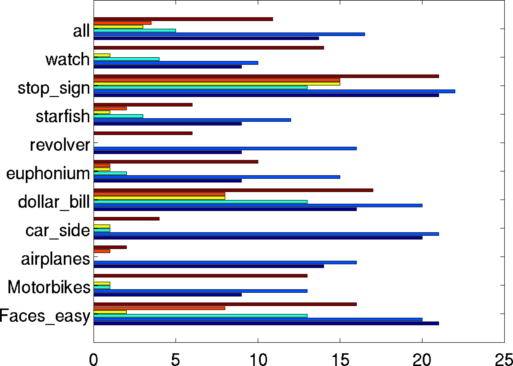 all
watch
stop_sign
starfish
revolver
euphonium
dollar_bill
car_side
airplanes
Motorbikes
Faces_easy
0 5 10 15 20 25